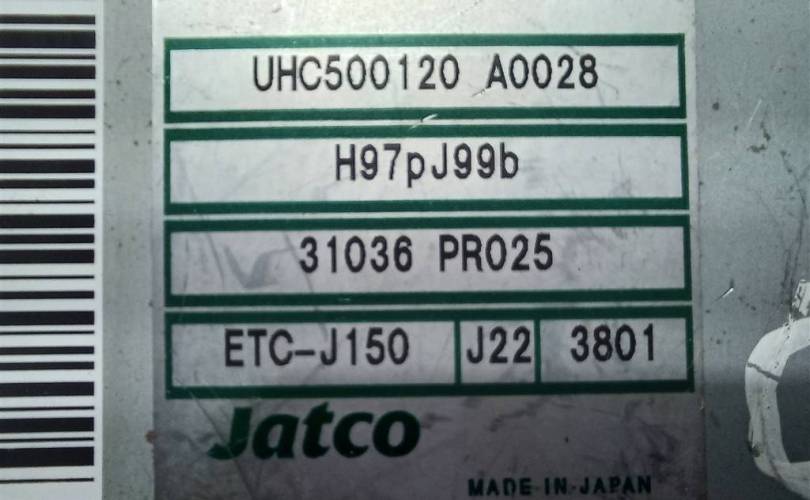 UHC500120 A0028
H97pJ99b
31036 PR025
ETC-J150 J22 3801
Jatco
MADE-IN-JAPAN